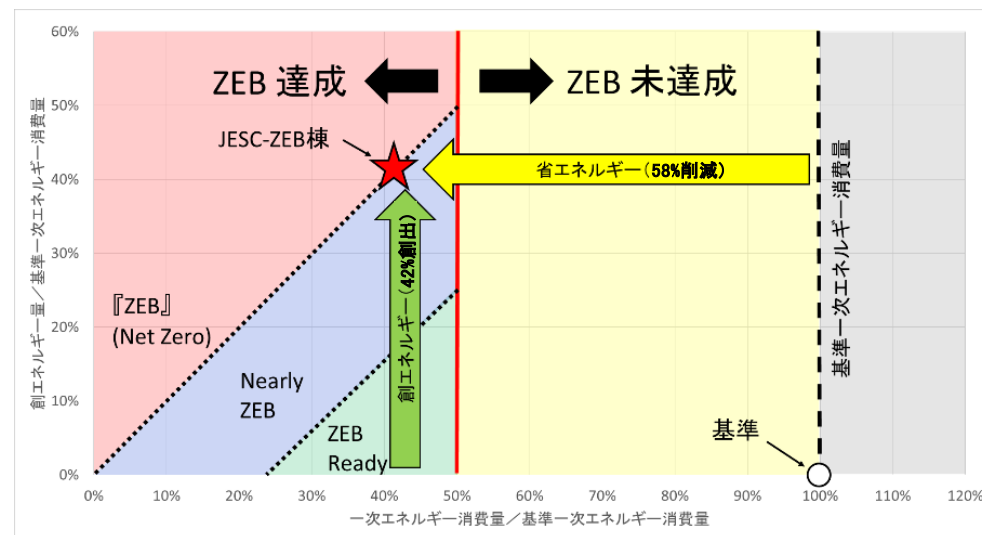 60%
50%
40%
30%
20%
10%
0%
創エネルギー量／基準一次エネルギー消費量
ZEB 達成
ZEB 未達成
JESC-ZEB棟
省エネルギー（58%削減）
創エネルギー（42%創出）
基準一次エネルギー消費量
『ZEB』
(Net Zero)
Nearly
ZEB
ZEB
Ready
基準
0%
10%
20%
30%
40%
50%
60%
70%
80%
90%
100%
110%
120%
一次エネルギー消費量／基準一次エネルギー消費量